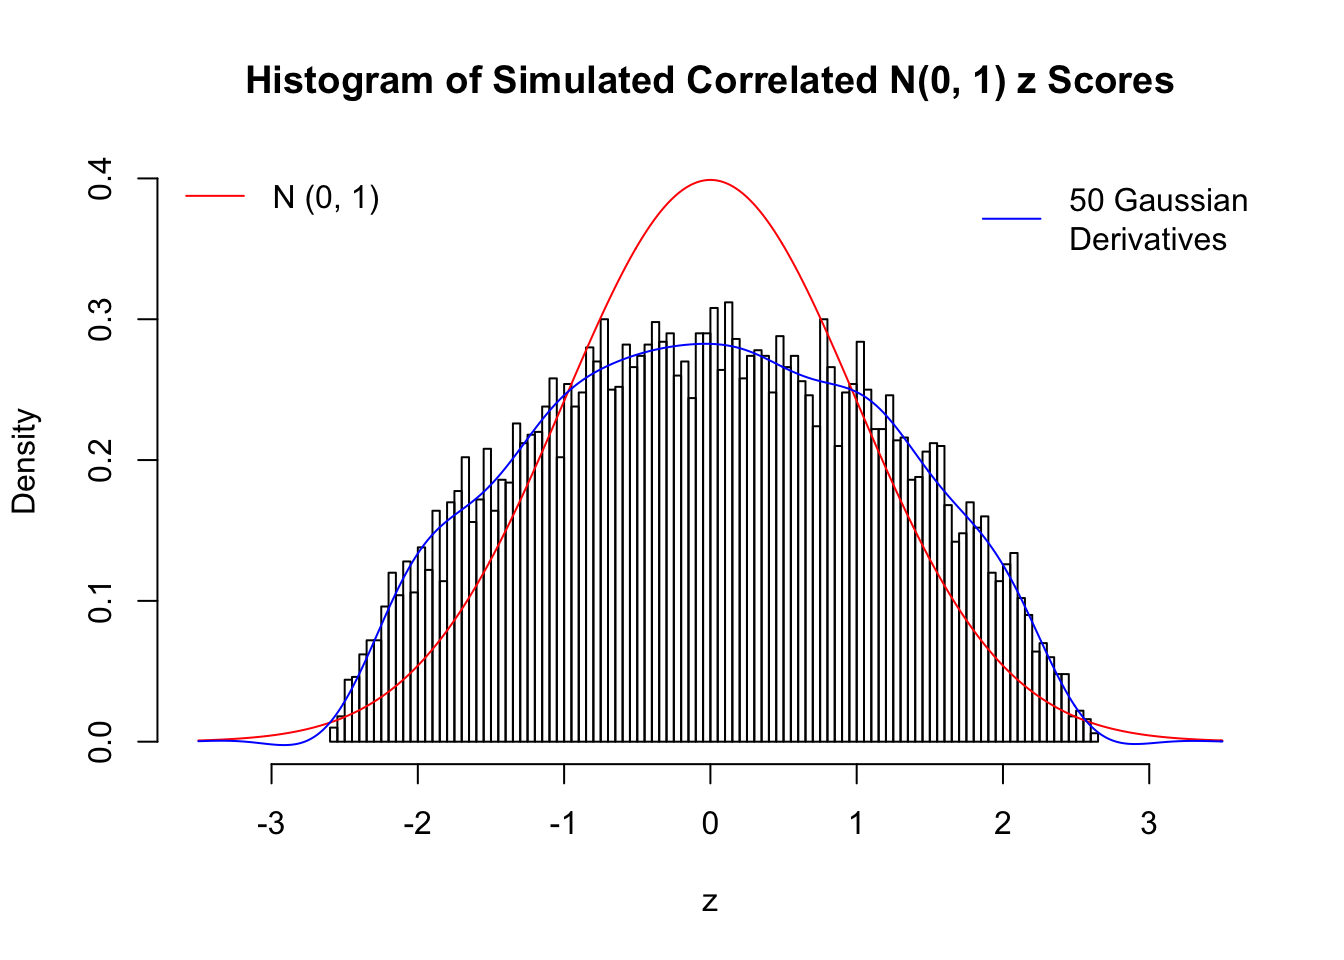 Histogram of Simulated Correlated N(0, 1) z Scores
N (0, 1)
50 Gaussian
Derivatives
Density
0.4
0.3
0.2
0.1
0.0
-3
-2
-1
0
1
2
3
z